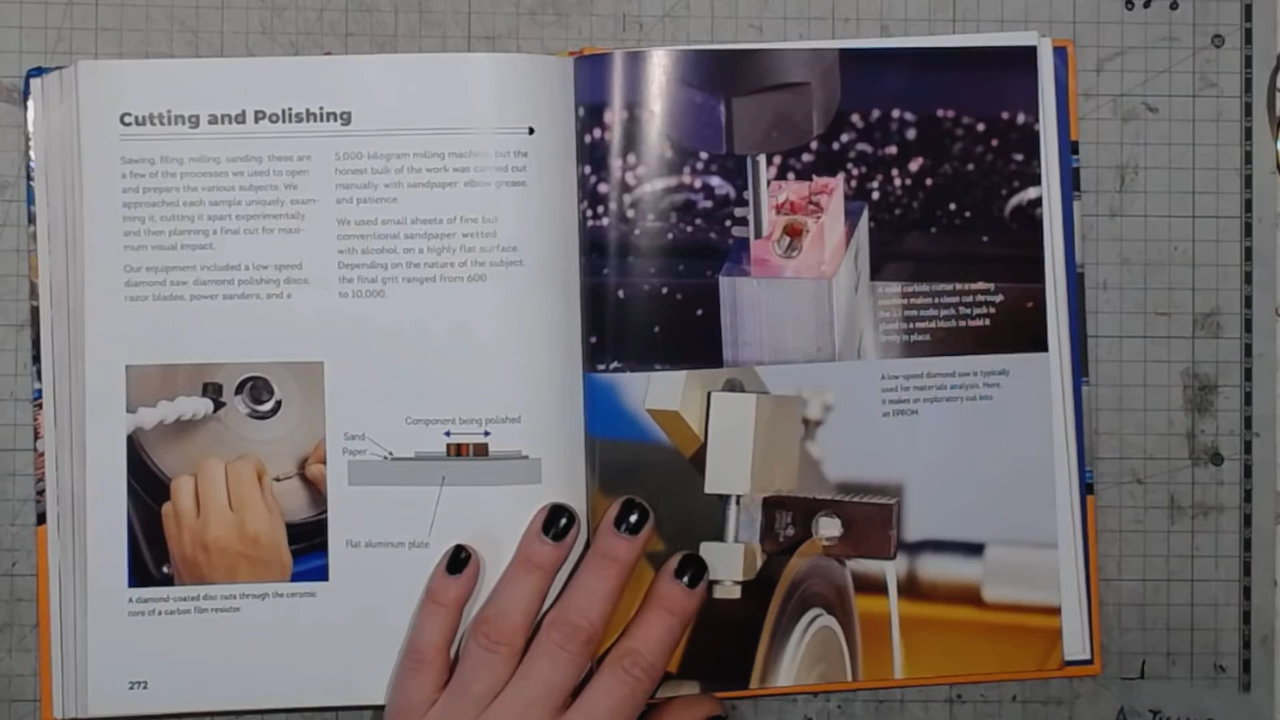 Cutting and Polishing
Sawing, filing, milling, sanding: these are
a few of the processes we used to open
and prepare the various subjects. We
approached each sample uniquely, exam-
ining it, cutting it apart experimentally
and then planning a final cut for maxi-
mum visual impact.
Our equipment included a low-speed
diamond saw, diamond polishing discs,
razor blades, power sanders, and a
5,000-kilogram milling machine, but the
honest bulk of the work was carried out
manually, with sandpaper, elbow grease,
and patience.
We used small sheets of fine but
conventional sandpaper, wetted
with alcohol, on a highly flat surface.
Depending on the nature of the subject,
the final grit ranged from 600
to 10,000.
Component being polished
Sand
Paper
Flat aluminum plate
A diamond-coated disc cuts through the ceramic
core of a carbon film resistor.
272
A solid carbide cutter in a milling
machine makes a clean cut through
the mm audio jack. The jack is
glued to a metal block to hold it
firmly in place.
A low-speed diamond saw is typically
used for materials analysis. Here,
it makes an exploratory cut into
an EPROM.